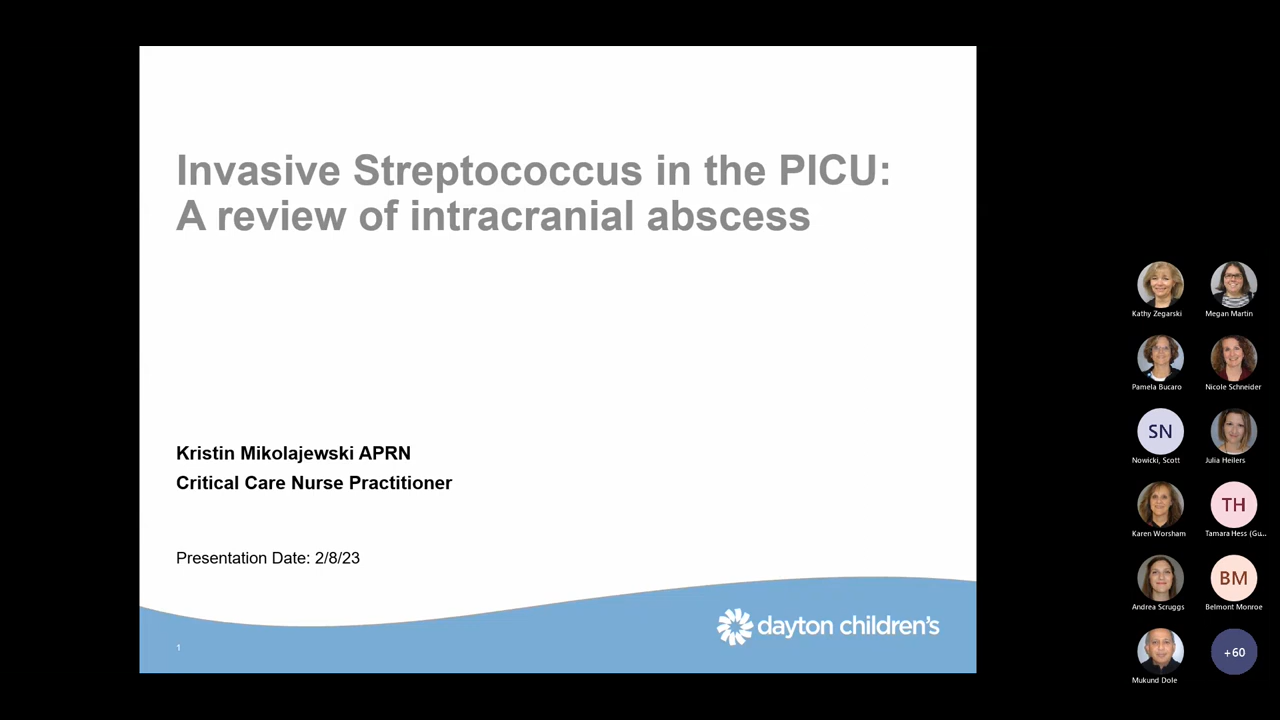 Invasive Streptococcus in the PICU:
A review of intracranial abscess
Kristin Mikolajewski APRN
Critical Care Nurse Practitioner
Presentation Date: 2/8/23
1
dayton children's
Kathy Zegarski
Megan Martin
Pamela Bucaro
Nicole Schneider
SN
Nowicki, Scott
Julia Heilers
Karen Worsham
TH
Tamara Hess (Gu...
Andrea Scruggs
BM
Belmont Monroe
Mukund Dole
+60